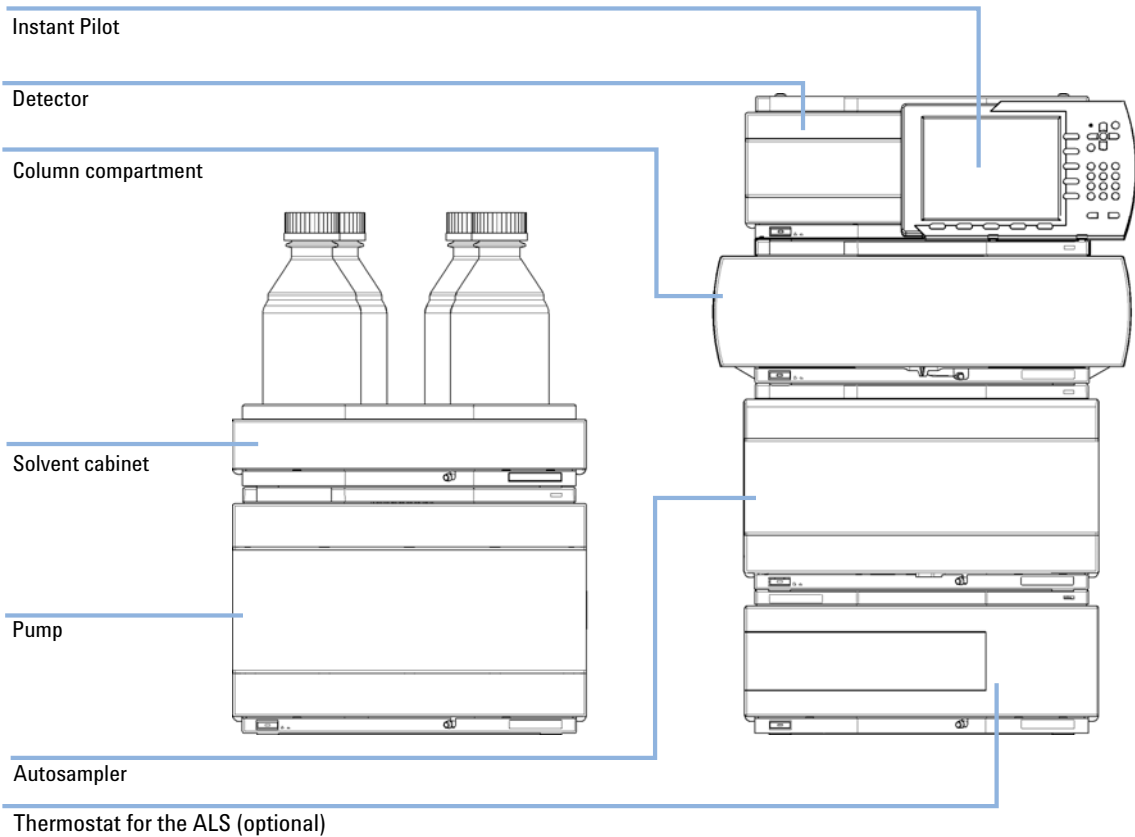 Instant Pilot
Detector
Column compartment
Solvent cabinet
Pump
Autosampler
Thermostat for the ALS (optional)